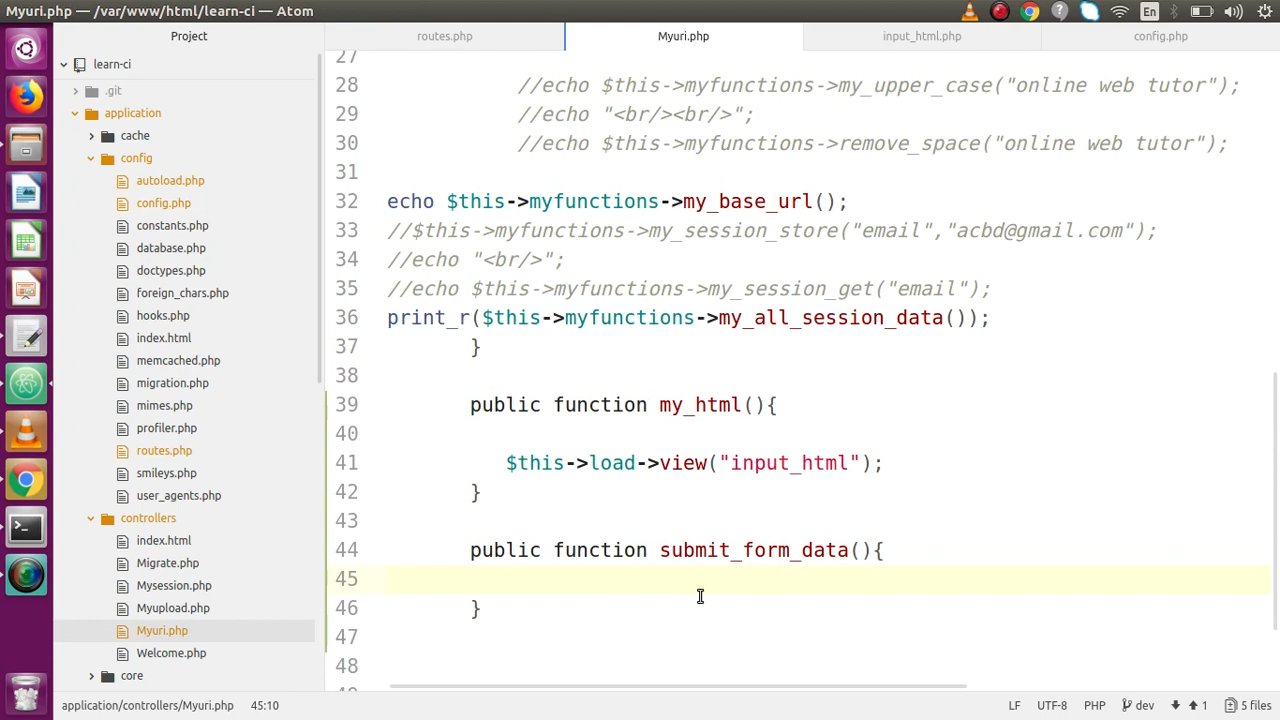 Myuri.php — /var/www/html/learn-ci — Atom
En
Project
routes.php
Myuri.php
input_html.php
config.php
learn-ci
.git
application
cache
config
autoload.php
config.php
constants.php
database.php
doctypes.php
foreign_chars.php
hooks.php
index.html
memcached.php
migration.php
mimes.php
profiler.php
routes.php
smileys.php
user_agents.php
controllers
index.html
Migrate.php
Mysession.php
Myupload.php
Myuri.php
Welcome.php
core
27
28 //echo $this->myfunctions->my_upper_case("online web tutor");
29 //echo "<br/><br/>";
30 //echo $this->myfunctions->remove_space("online web tutor");
31
32 echo $this->myfunctions->my_base_url();
33 //$this->myfunctions->my_session_store("email","acbd@gmail.com");
34 //echo "<br/>";
35 //echo $this->myfunctions->my_session_get("email");
36 print_r($this->myfunctions->my_all_session_data());
37 }
38
39 public function my_html(){
40
41 $this->load->view("input_html");
42 }
43
44 public function submit_form_data(){
45
46 }
47
48
application/controllers/Myuri.php 45:10
LF UTF-8 PHP dev 1 5 files